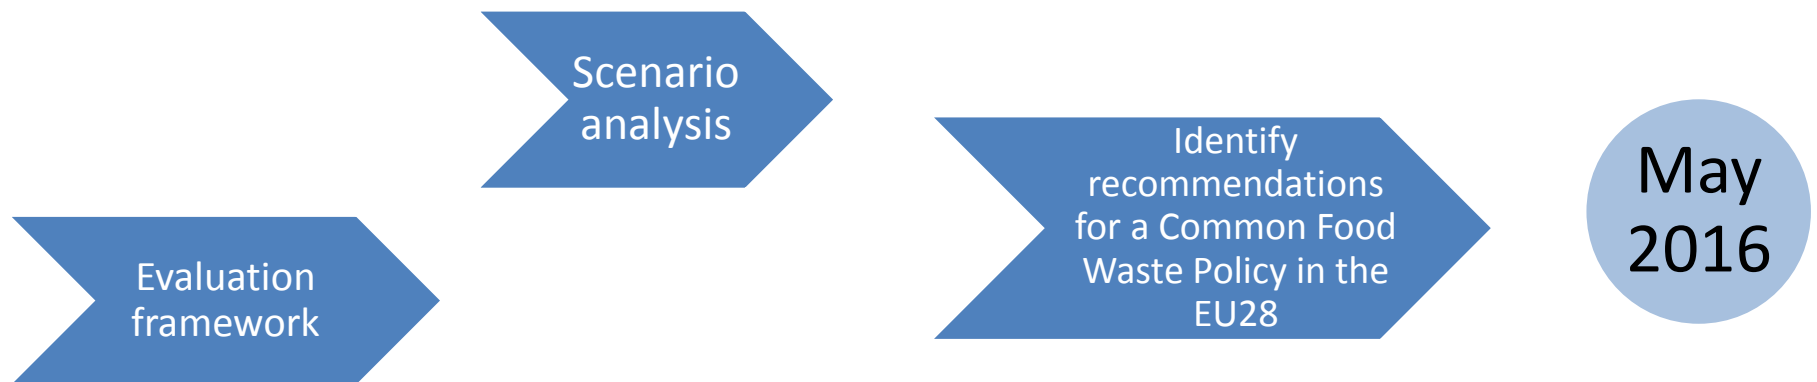 Evaluation
framework
Scenario
analysis
Identify
recommendations
for a Common Food
Waste Policy in the
EU28
May
2016